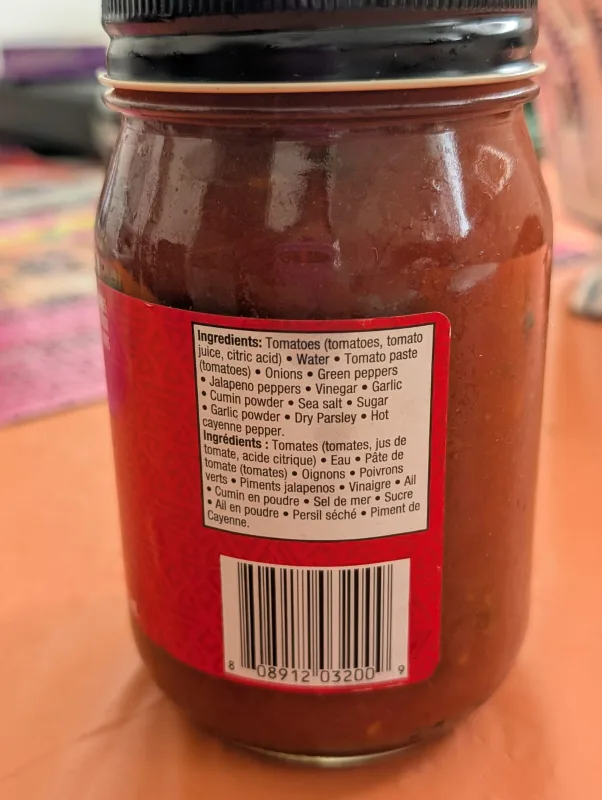 Ingredients: Tomatoes (tomatoes, tomato
juice, citric acid) • Water • Tomato paste
(tomatoes) • Onions • Green peppers
• Jalapeno peppers • Vinegar • Garlic
• Cumin powder • Sea salt • Sugar
• Garlic powder • Dry Parsley • Hot
cayenne pepper.
Ingrédients : Tomates (tomates, jus de
tomate, acide citrique) • Eau • Pâte de
tomate (tomates) • Oignons • Poivrons
verts • Piments jalapenos • Vinaigre • Ail
• Cumin en poudre • Sel de mer • Sucre
• Ail en poudre • Persil séché • Piment de
Cayenne.
8 08912 03200 9